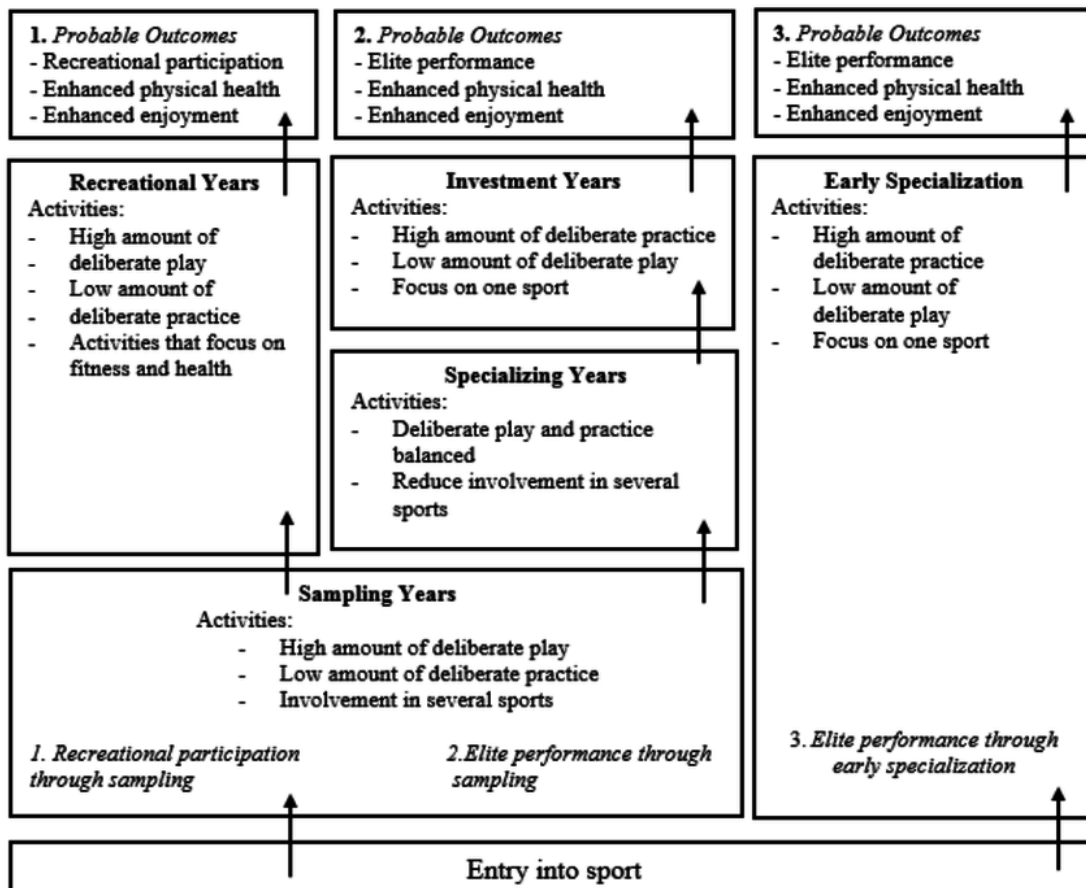 1. Probable Outcomes
- Recreational participation
- Enhanced physical health
- Enhanced enjoyment
2. Probable Outcomes
- Elite performance
- Enhanced physical health
- Enhanced enjoyment
3. Probable Outcomes
- Elite performance
- Enhanced physical health
- Enhanced enjoyment
Recreational Years
Activities:
- High amount of
- deliberate play
- Low amount of
- deliberate practice
- Activities that focus on
fitness and health
Investment Years
Activities:
- High amount of deliberate practice
- Low amount of deliberate play
- Focus on one sport
Specializing Years
Activities:
- Deliberate play and practice
balanced
- Reduce involvement in several
sports
Early Specialization
Activities:
- High amount of
deliberate practice
- Low amount of
deliberate play
- Focus on one sport
Sampling Years
Activities:
- High amount of deliberate play
- Low amount of deliberate practice
- Involvement in several sports
1. Recreational participation
through sampling
2.Elite performance through
sampling
3. Elite performance through
early specialization
Entry into sport